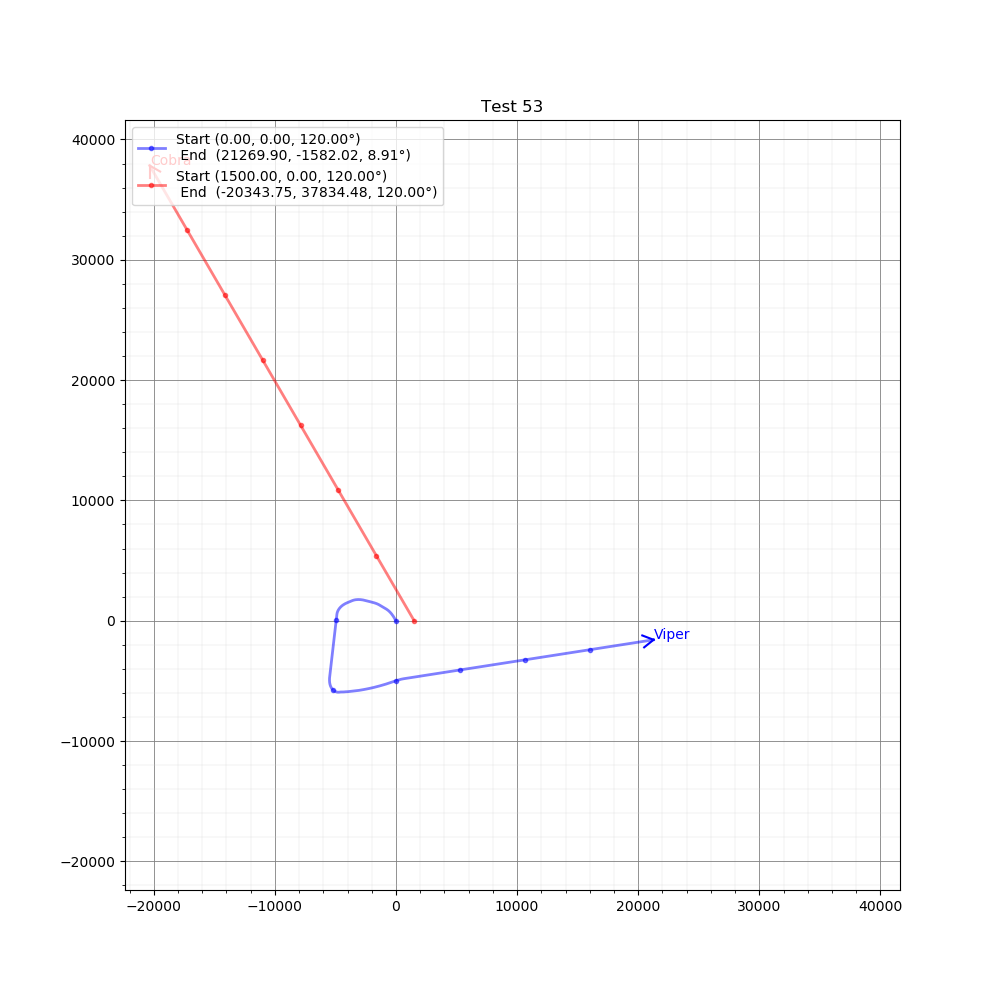 Test 53
Start (0.00, 0.00, 120.00°)
End (21269.90, -1582.02, 8.91°)
Start (1500.00, 0.00, 120.00°)
End (-20343.75, 37834.48, 120.00°)
Cobra
Viper
40000
30000
20000
10000
0
−10000
−20000
−20000 −10000 0 10000 20000 30000 40000